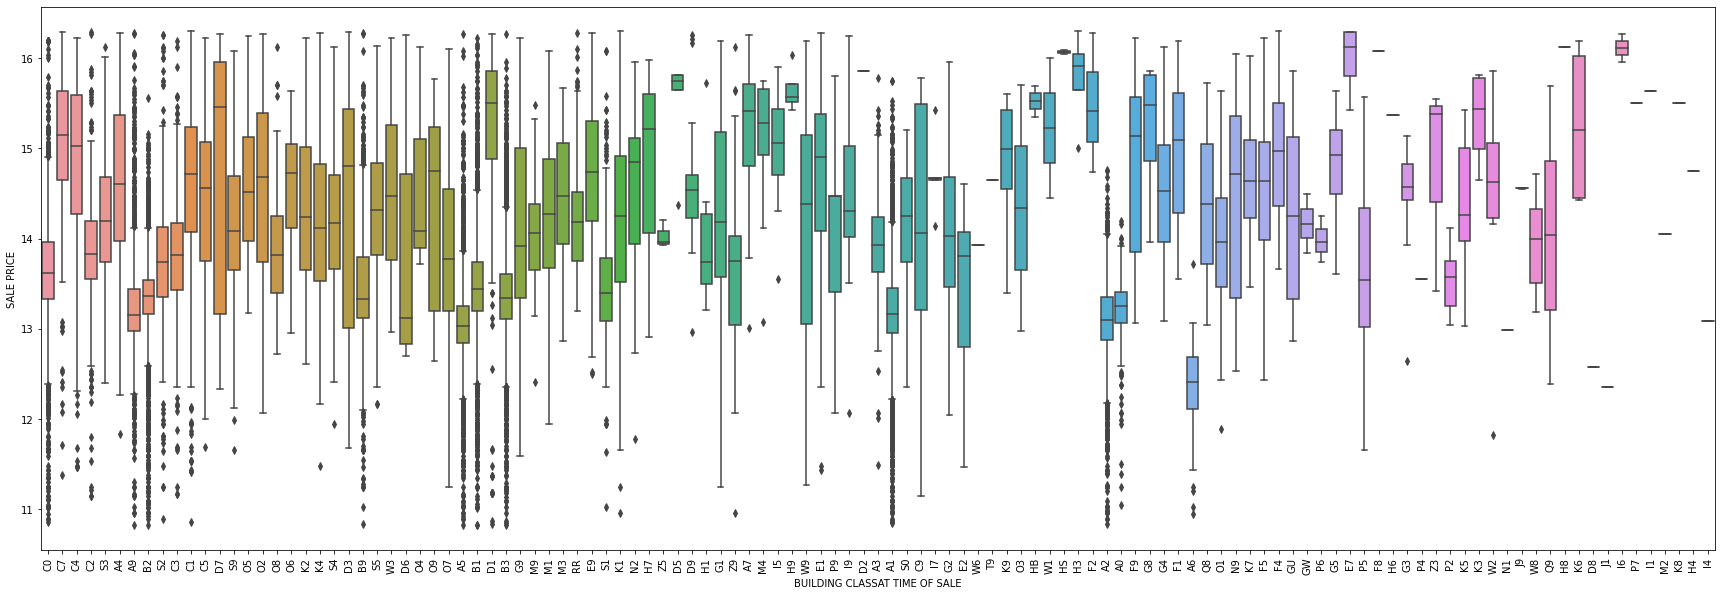 SALE PRICE
16
15
14
13
12
11
C0 C7 C4 C2 S3 A4 A9 B2 S2 C3 C1 C5 D7 S9 O5 O2 O8 O6 K2 K4 S4 D3 B9 S5 W3 D6 O4 O9 O7 A5 B1 D1 B3 G9 M9 M1 M3 RR E9 S1 K1 N2 H7 Z5 D5 D9 H1 G1 Z9 A7 M4 I5 H9 W9 E1 P9 I9 D2 A3 A1 S0 C9 I7 G2 E2 W6 T9 K9 O3 HB W1 HS H3 F2 A2 A0 F9 G8 G4 F1 A6 Q8 O1 N9 K7 F5 F4 GU GW P6 G5 E7 P5 F8 H6 G3 P4 Z3 P2 K5 K3 W2 N1 J9 W8 Q9 H8 K6 D8 J1 I6 P7 I1 M2 K8 H4 I4
BUILDING CLASSAT TIME OF SALE